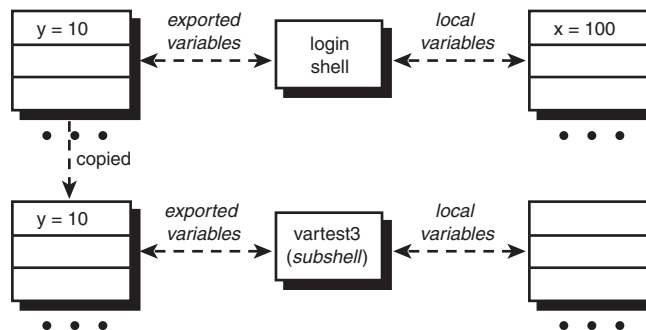 y = 10
exported
variables
login
shell
local
variables
x = 100
copied
y = 10
exported
variables
vartest3
(subshell)
local
variables